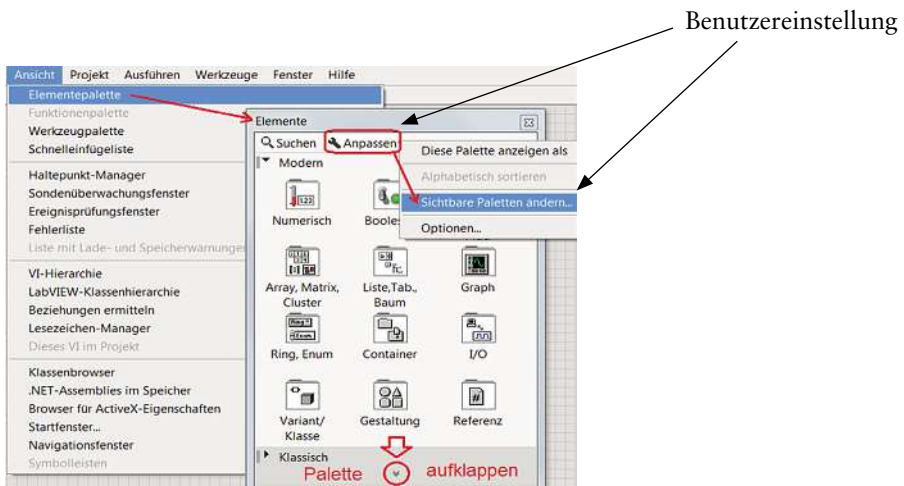 Benutzereinstellung
Ansicht Projekt Ausführen Werkzeuge Fenster Hilfe
Elementepalette
Funktionenpalette
Werkzeugpalette
Schnelleinfügeliste
Haltepunkt-Manager
Sondenüberwachungsfenster
Ereignisprüfungsfenster
Fehlerliste
Liste mit Lade- und Speicherwarnunge
VI-Hierarchie
LabVIEW-Klassenhierarchie
Beziehungen ermitteln
Lesezeichen-Manager
Dieses VI im Projekt
Klassenbrowser
.NET-Assemblies im Speicher
Browser für ActiveX-Eigenschaften
Startfenster...
Navigationsfenster
Symbolleisten
Elemente
Suchen Anpassen
Modern
Diese Palette anzeigen als
Alphabetisch sortieren
Sichtbare Paletten ändern...
Optionen...
Numerisch Booles
Array, Matrix, Liste,Tab., Graph
Cluster Baum
Ring, Enum Container I/O
Variant/ Gestaltung Referenz
Klasse
Klassisch
Palette aufklappen